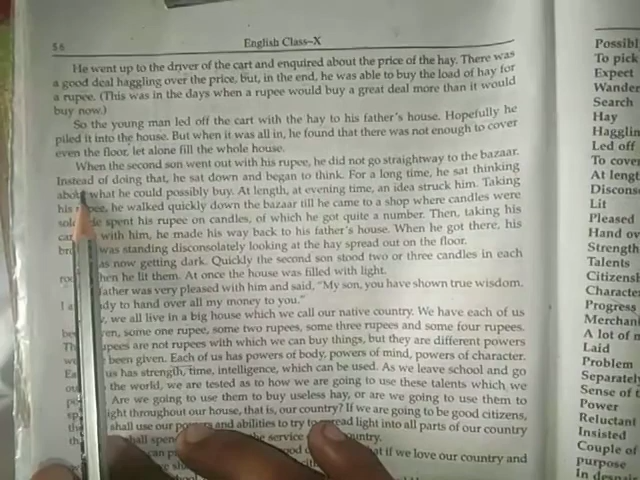 56
English Class–X
He went up to the driver of the cart and enquired about the price of the hay. There was
a good deal haggling over the price, but, in the end, he was able to buy the load of hay for
a rupee. (This was in the days when a rupee would buy a great deal more than it would
buy now.)
So the young man led off the cart with the hay to his father's house. Hopefully he
piled it into the house. But when it was all in, he found that there was not enough to cover
even the floor, let alone fill the whole house.
When the second son went out with his rupee, he did not go straightway to the bazaar.
Instead of doing that, he sat down and began to think. For a long time, he sat thinking
about what he could possibly buy. At length, at evening time, an idea struck him. Taking
his rupee, he walked quickly down the bazaar till he came to a shop where candles were
spent his rupee on candles, of which he got quite a number. Then, taking his
with him, he made his way back to his father's house. When he got there, his
was standing disconsolately looking at the hay spread out on the floor.
as now getting dark. Quickly the second son stood two or three candles in each
hen he lit them. At once the house was filled with light.
father was very pleased with him and said, "My son, you have shown true wisdom.
I dy to hand over all my money to you."
we all live in a big house which we call our native country. We have each of us
en, some one rupee, some two rupees, some three rupees and some four rupees.
upees are not rupees with which we can buy things, but they are different powers
been given. Each of us has powers of body, powers of mind, powers of character.
us has strength, time, intelligence, which can be used. As we leave school and go
the world, we are tested as to how we are going to use these talents which we
Are we going to use them to buy useless hay, or are we going to use them to
ight throughout our house, that is, our country? If we are going to be good citizens,
shall use our powers and abilities to try to spread light into all parts of our country
hall spen the service country.
can if we love our country and
Possibl
To pick
Expect
Wander
Search
Hay
Hagglin
Led off
To cove
At lengt
Discons
Lit
Pleased
Hand ov
Strength
Talents
Citizens
Characte
Progress
Merchan
A lot of
Laid
Problem
Separatel
Sense of
Power
Reluctant
Insisted
Couple of
purpose
In despai